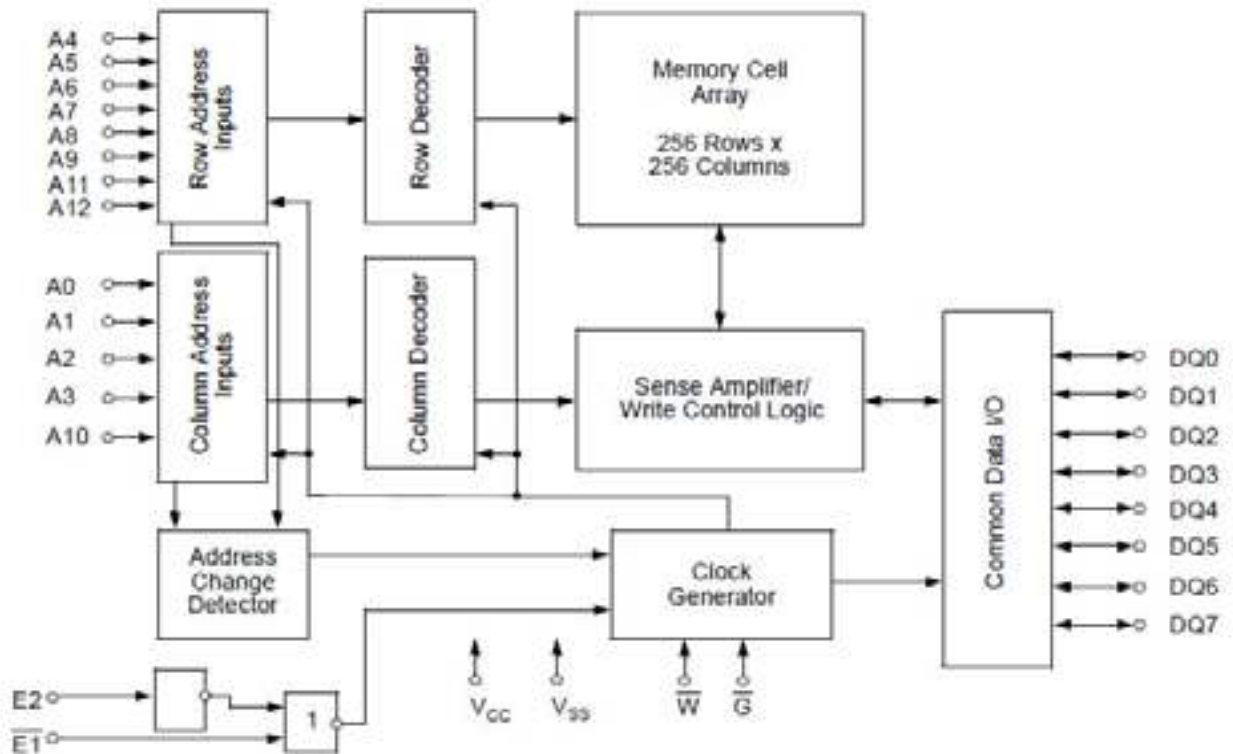 A4
A5
A6
A7
A8
A9
A11
A12
Row Address
Inputs
Row Decoder
Memory Cell
Array
256 Rows x
256 Columns
A0
A1
A2
A3
A10
Column Address
Inputs
Column Decoder
Sense Amplifier/
Write Control Logic
Common Data I/O
DQ0
DQ1
DQ2
DQ3
DQ4
DQ5
DQ6
DQ7
Address
Change
Detector
Clock
Generator
E2
E1
1
VCC
VSS
W
G